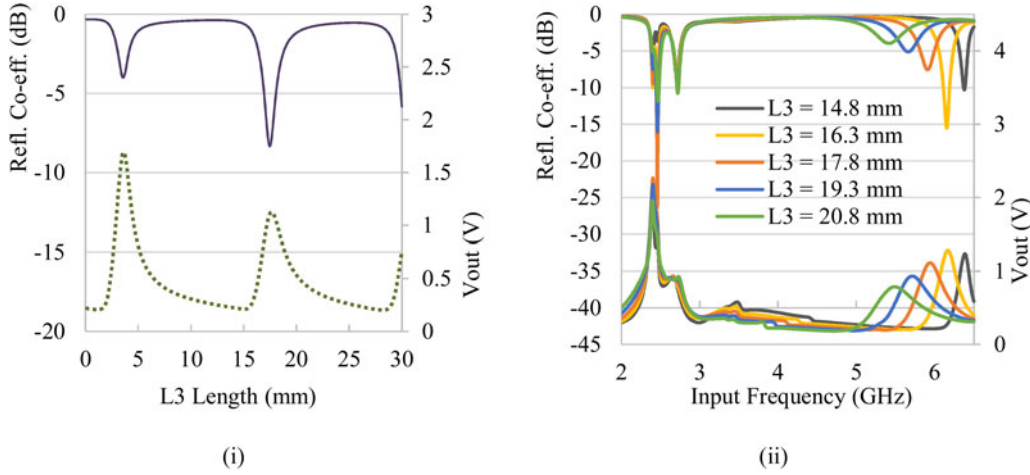 0
-5
-10
-15
-20
Refl. Co-eff. (dB)
3
2.5
2
1.5
1
0.5
0
Vout (V)
0 5 10 15 20 25 30
L3 Length (mm)
(i)
0
-5
-10
-15
-20
-25
-30
-35
-40
-45
Refl. Co-eff. (dB)
L3 = 14.8 mm
L3 = 16.3 mm
L3 = 17.8 mm
L3 = 19.3 mm
L3 = 20.8 mm
4
3
2
1
0
Vout (V)
2 3 4 5 6
Input Frequency (GHz)
(ii)